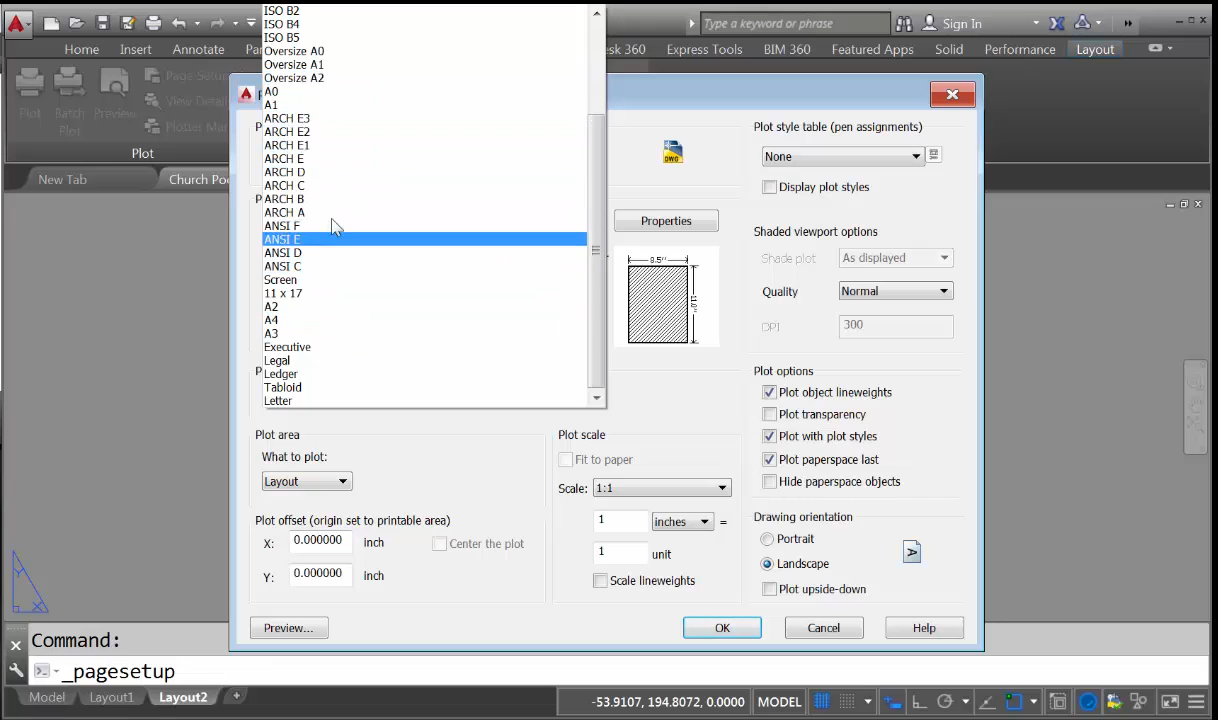 Type a keyword or phrase
Sign In
Home
Insert
Annotate
Express Tools
BIM 360
Featured Apps
Solid
Performance
Layout
Plot
Batch
Plot
Preview
Page Setup
Plot
New Tab
ISO B2
ISO B4
ISO B5
Oversize A0
Oversize A1
Oversize A2
A0
A1
ARCH E3
ARCH E2
ARCH E1
ARCH E
ARCH D
ARCH C
ARCH B
ARCH A
ANSI F
ANSI E
ANSI D
ANSI C
Screen
11 x 17
A2
A4
A3
Executive
Legal
Ledger
Tabloid
Letter
DWG
Properties
8.5"
11.0"
Plot style table (pen assignments)
None
Display plot styles
Shaded viewport options
Shade plot
As displayed
Quality
Normal
DPI
300
Plot options
Plot object lineweights
Plot transparency
Plot with plot styles
Plot paperspace last
Hide paperspace objects
Plot area
What to plot:
Layout
Plot scale
Fit to paper
Scale:
1:1
1
inches
=
1
unit
Scale lineweights
Plot offset (origin set to printable area)
X:
0.000000
inch
Center the plot
Y:
0.000000
inch
Drawing orientation
Portrait
Landscape
A
Plot upside-down
Preview...
OK
Cancel
Help
Y
X
Command:
_pagesetup
Model
Layout1
Layout2
+
-53.9107, 194.8072, 0.0000
MODEL